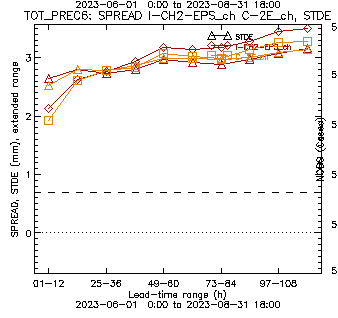 2023-06-01 0:00 to 2023-08-31 18:00
TOT_PREC6: SPREAD I-CH2-EPS_ch C-2E_ch, STDE
STDE
I-CH2-EPS_ch
3
2
1
0
SPREAD, STDE (mm), extended range
5
5
5
5
5
5
5
01-12 25-36 49-60 73-84 97-108
Lead-time range (h)
2023-06-01 0:00 to 2023-08-31 18:00